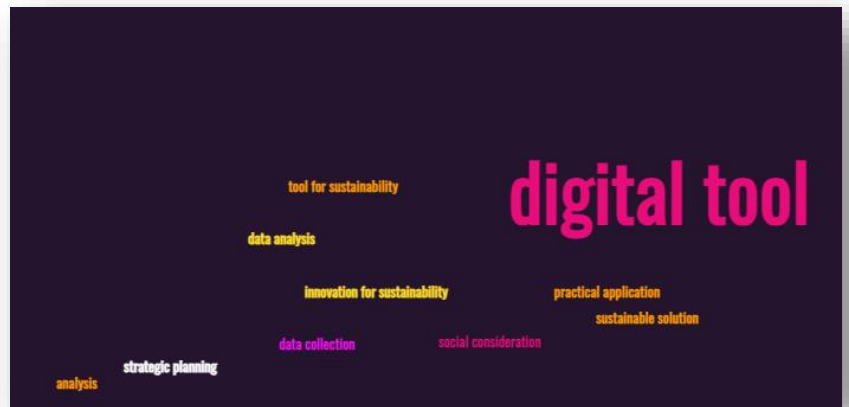 tool for sustainability
digital tool
data analysis
innovation for sustainability
practical application
sustainable solution
data collection
social consideration
strategic planning
analysis